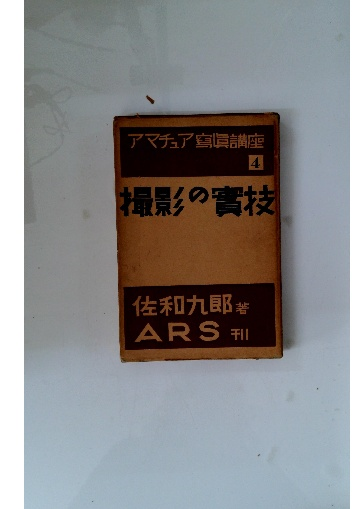 アマチュア寫眞講座
4
撮影の實技
佐和九郎著
ARS刊